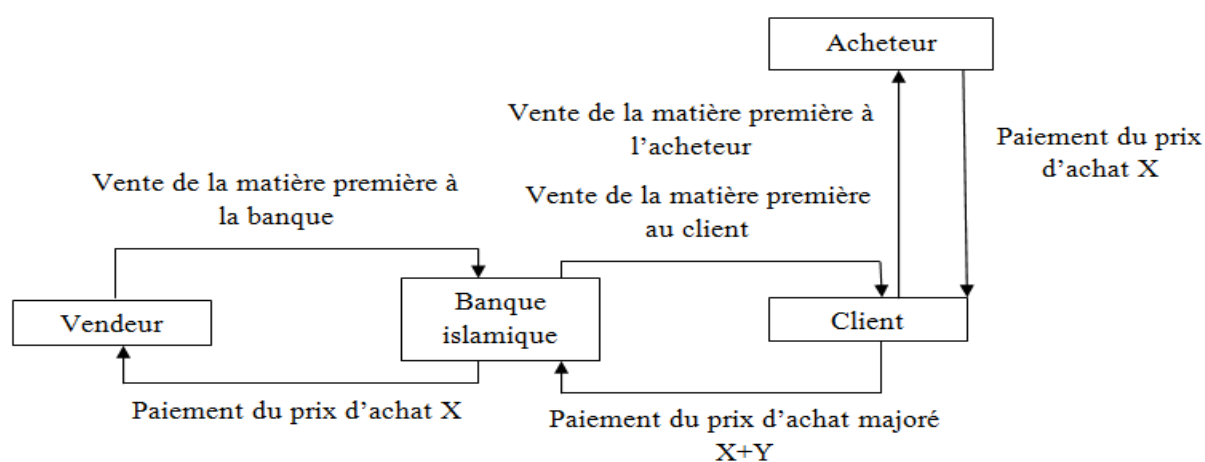 Acheteur
Vente de la matière première à
l'acheteur
Paiement du prix
d'achat X
Vente de la matière première à
la banque
Vente de la matière première
au client
Vendeur
Banque
islamique
Client
Paiement du prix d'achat X
Paiement du prix d'achat majoré
X+Y